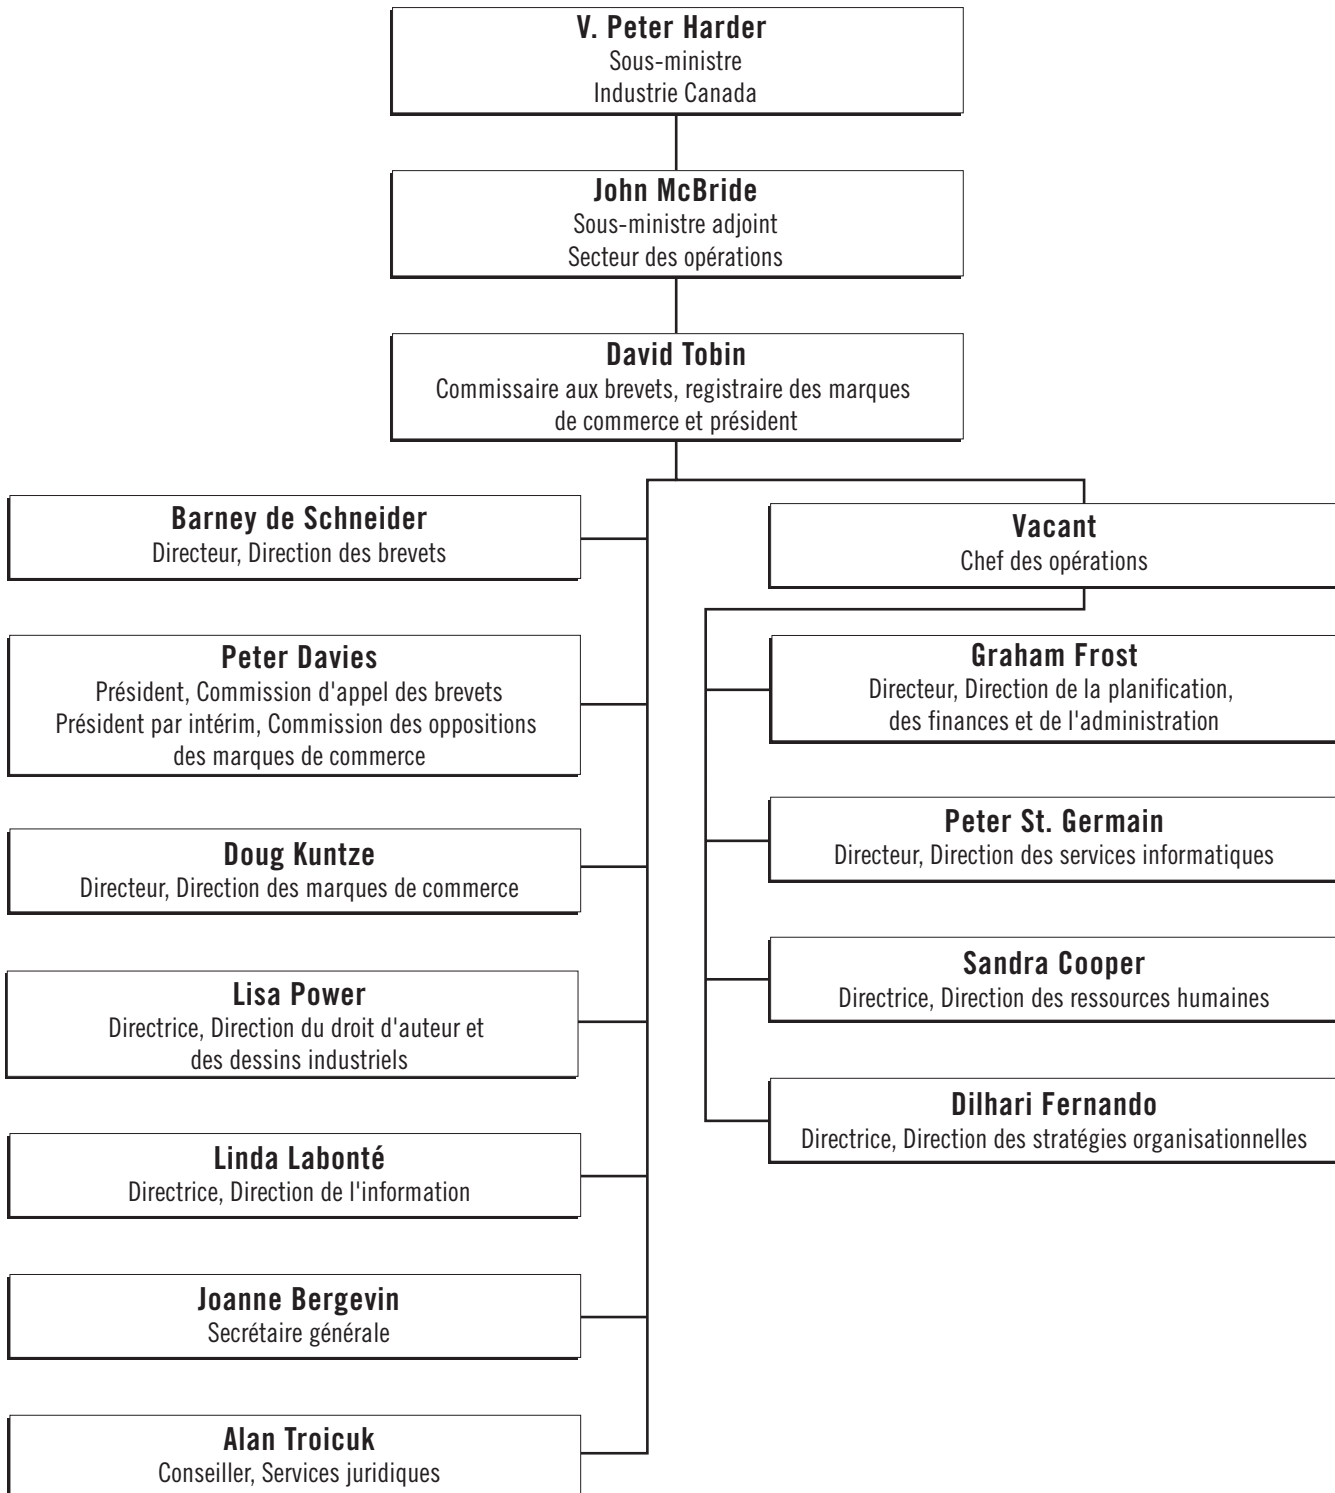 V. Peter Harder
Sous-ministre
Industrie Canada
John McBride
Sous-ministre adjoint
Secteur des opérations
David Tobin
Commissaire aux brevets, registraire des marques
de commerce et président
Barney de Schneider
Directeur, Direction des brevets
Peter Davies
Président, Commission d'appel des brevets
Président par intérim, Commission des oppositions
des marques de commerce
Doug Kuntze
Directeur, Direction des marques de commerce
Lisa Power
Directrice, Direction du droit d'auteur et
des dessins industriels
Linda Labonté
Directrice, Direction de l'information
Joanne Bergevin
Secrétaire générale
Alan Troicuk
Conseiller, Services juridiques
Vacant
Chef des opérations
Graham Frost
Directeur, Direction de la planification,
des finances et de l'administration
Peter St. Germain
Directeur, Direction des services informatiques
Sandra Cooper
Directrice, Direction des ressources humaines
Dilhari Fernando
Directrice, Direction des stratégies organisationnelles